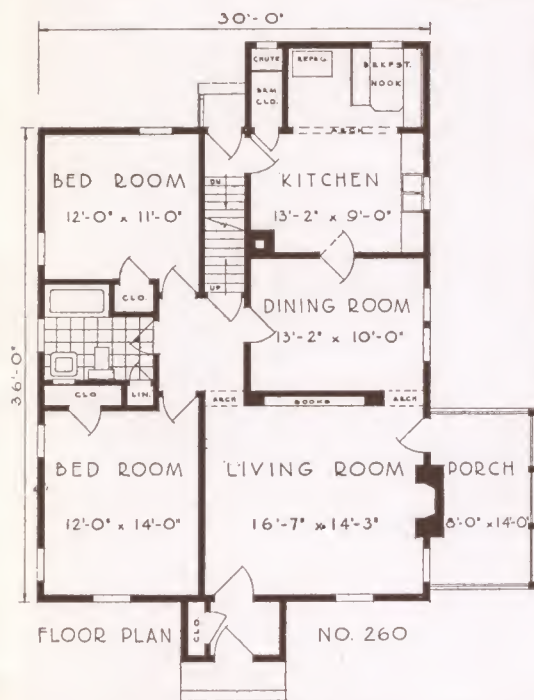 30'-0"
CHUTE
REFRG.
BRKFST.
NOOK
BRM
CLO.
ARCH
BED ROOM
12'-0" x 11'-0"
DN
KITCHEN
13'-2" x 9'-0"
CLO.
UP
DINING ROOM
13'-2" x 10'-0"
36'-0"
CLO
LIN.
ARCH
BOOKS
ARCH
BED ROOM
12'-0" x 14'-0"
LIVING ROOM
16'-7" x 14'-3"
PORCH
8'-0" x 14'-0"
CLO
FLOOR PLAN
NO. 260